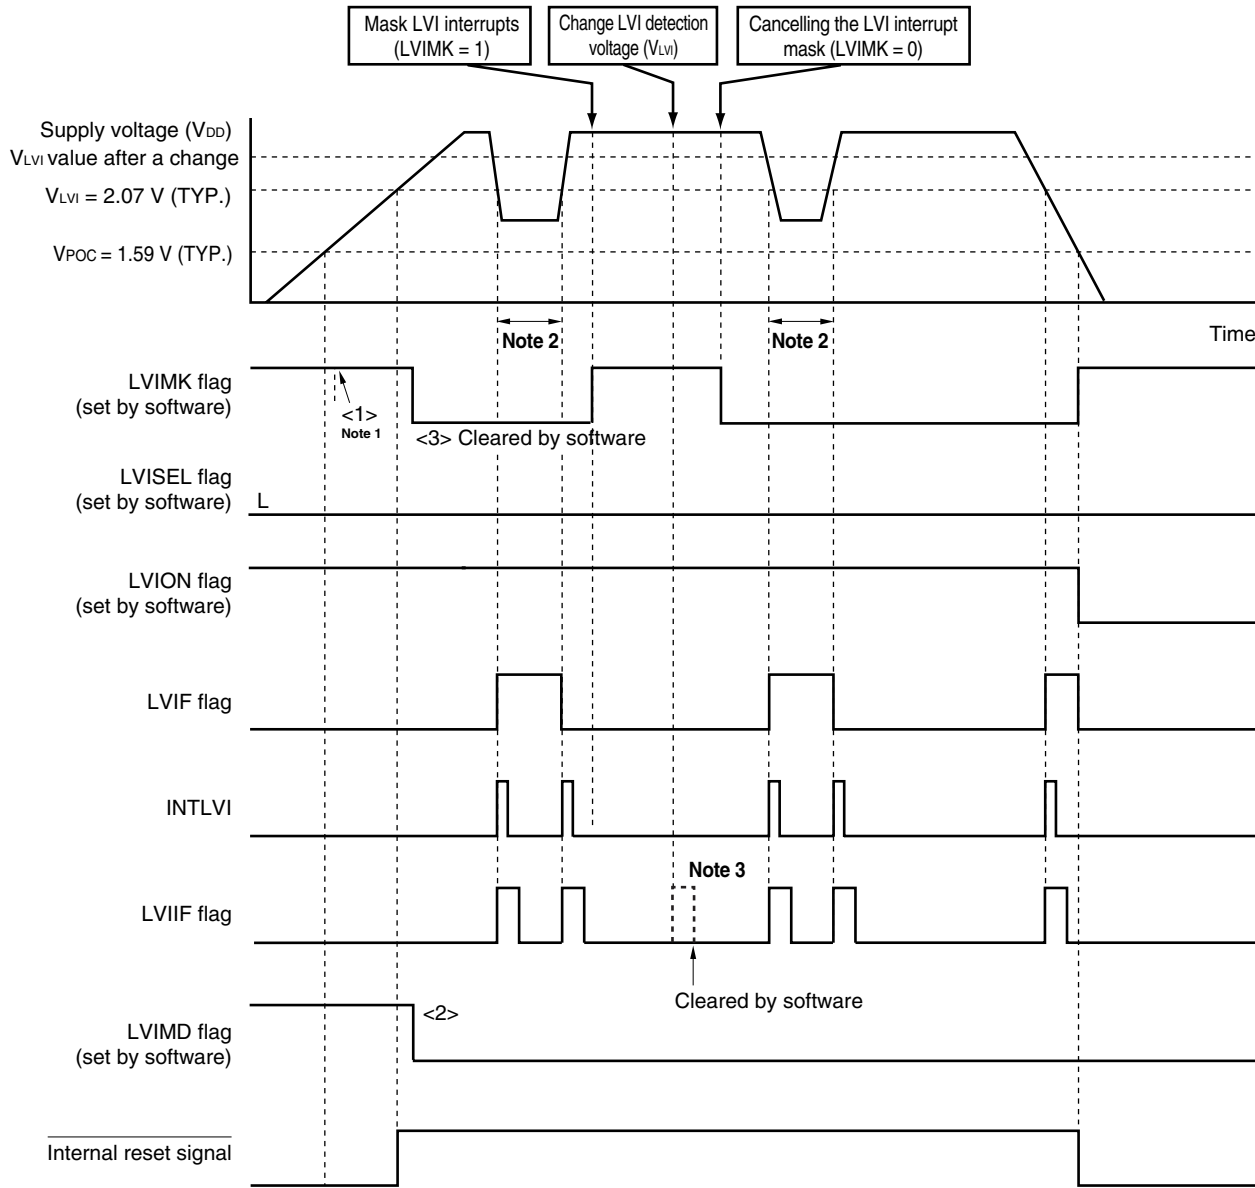 Mask LVI interrupts
(LVIMK = 1)
Change LVI detection
voltage (VLVI)
Cancelling the LVI interrupt
mask (LVIMK = 0)
Supply voltage (VDD)
VLVI value after a change
VLVI = 2.07 V (TYP.)
VPOC = 1.59 V (TYP.)
Time
Note 2
Note 2
LVIMK flag
(set by software)
<1>
Note 1
<3> Cleared by software
LVISEL flag
(set by software)
L
LVION flag
(set by software)
LVIF flag
INTLVI
Note 3
LVIIF flag
Cleared by software
<2>
LVIMD flag
(set by software)
Internal reset signal